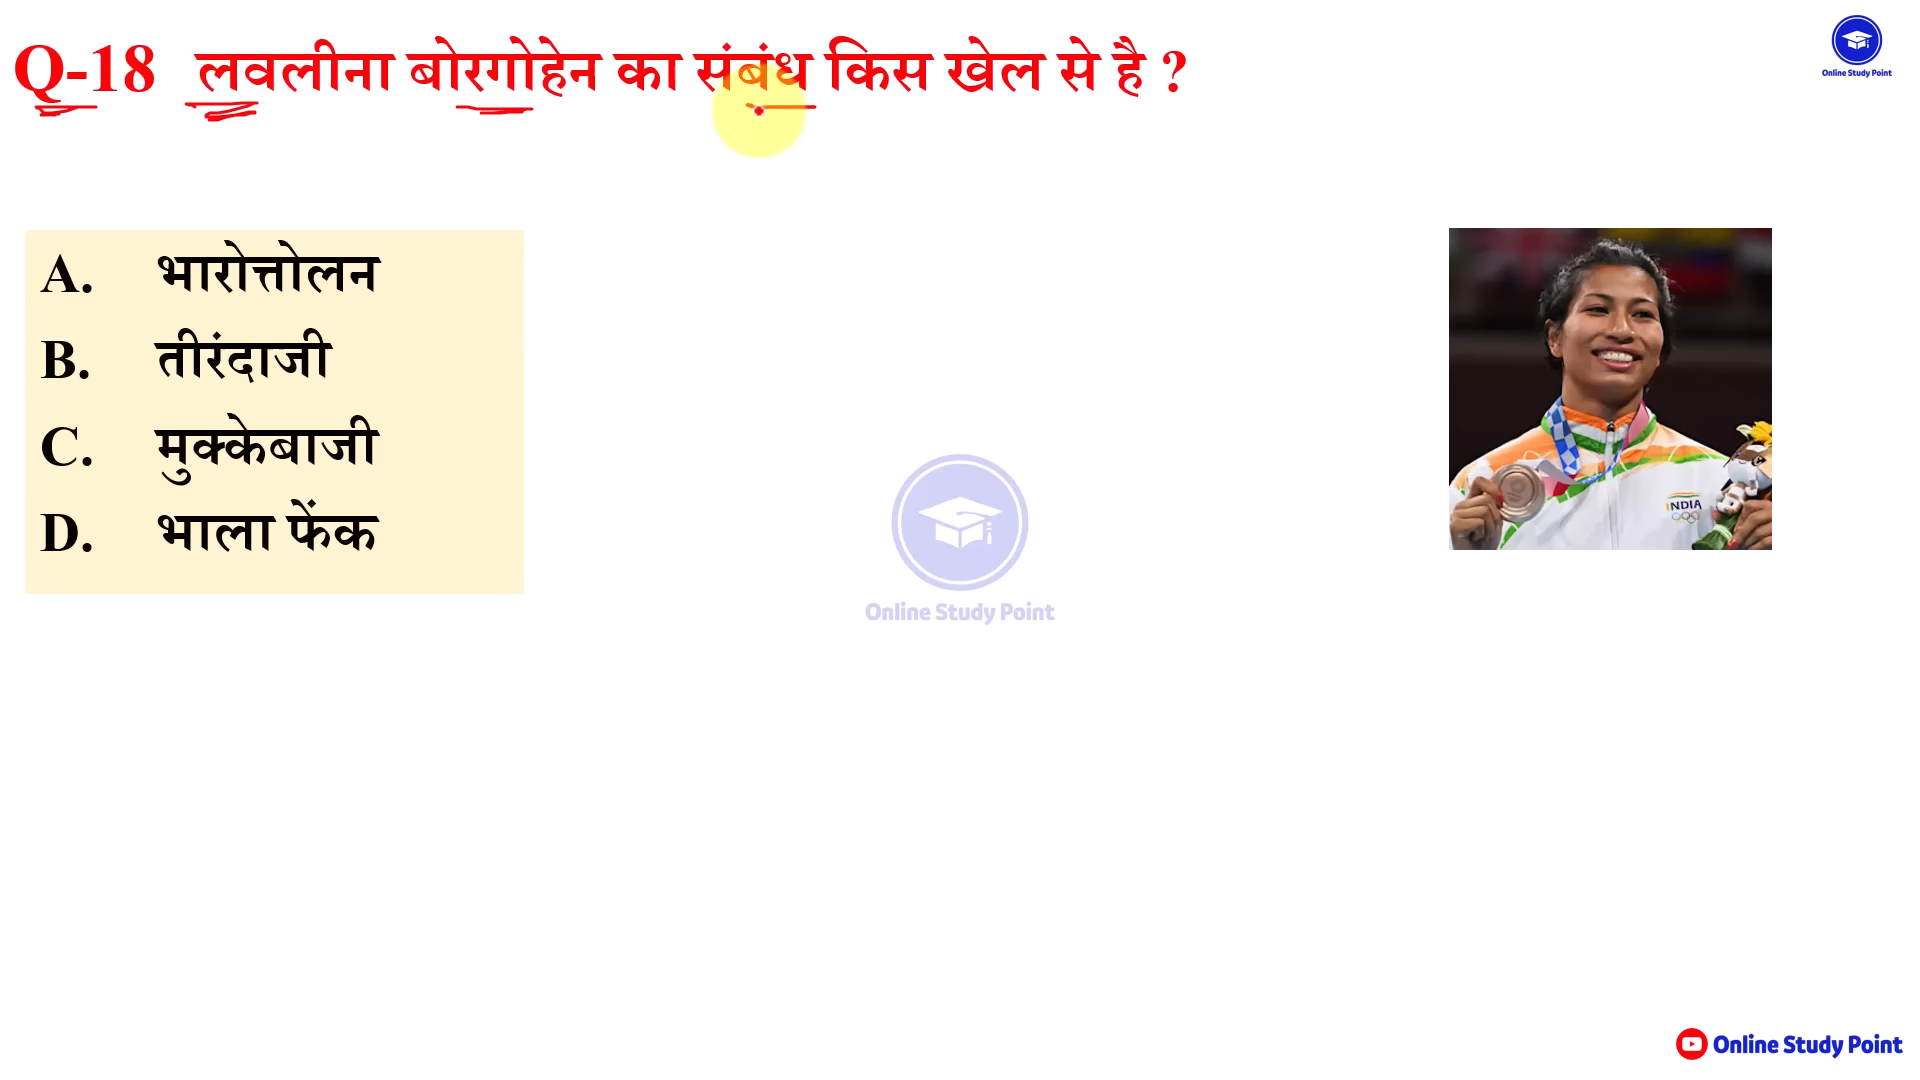 Q-18 लवलीना बोरगोहेन का संबंध किस खेल से है ?
Online Study Point
A. भारोत्तोलन
B. तीरंदाजी
C. मुक्केबाजी
D. भाला फेंक
INDIA
Online Study Point
Online Study Point